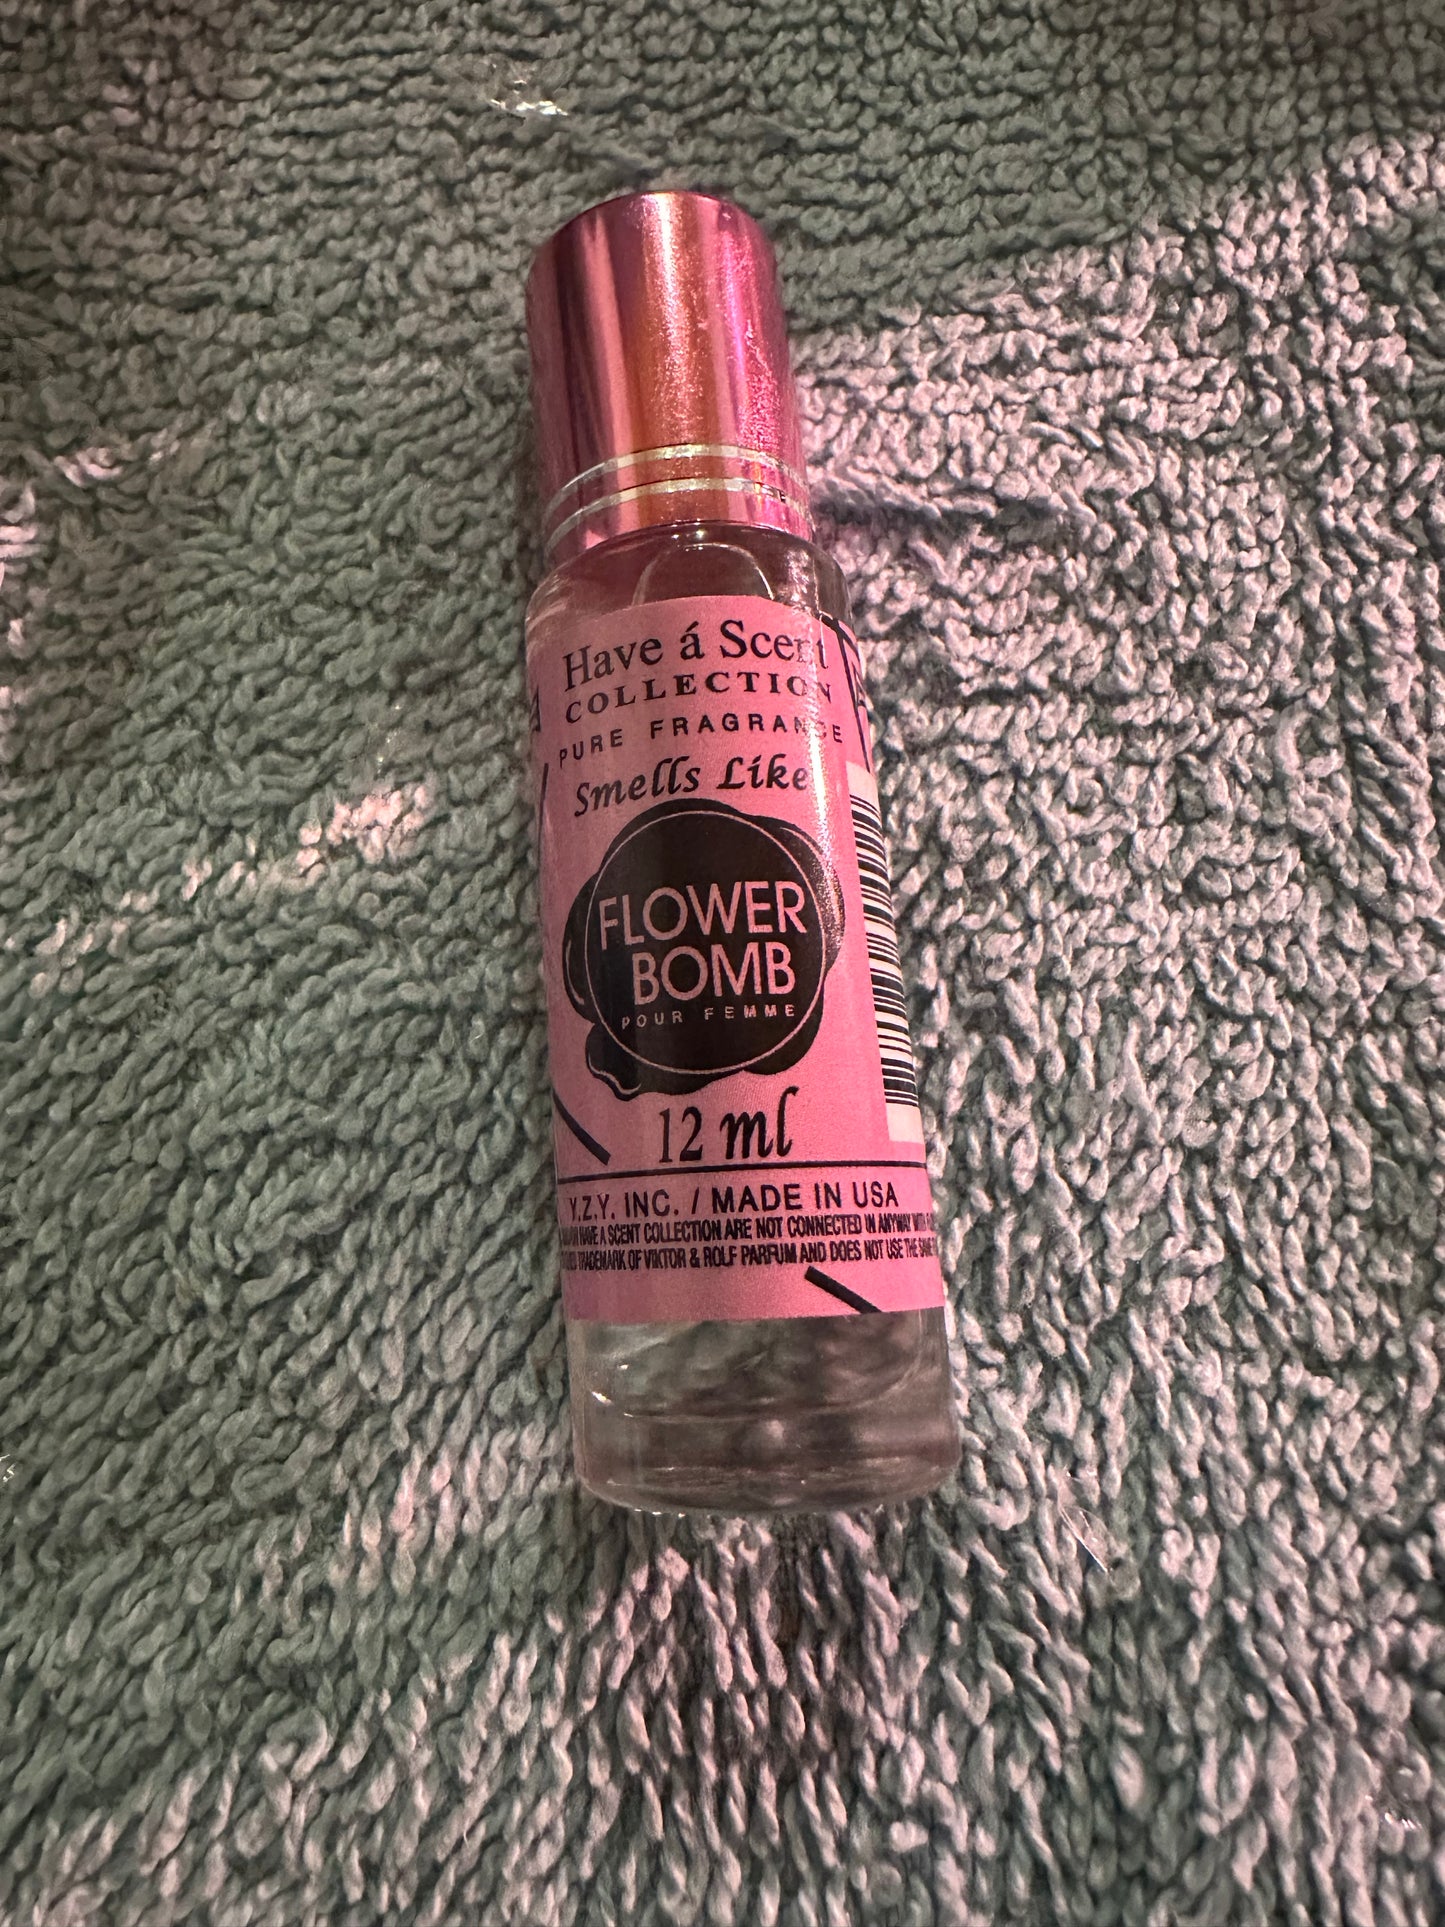 Have á Scent
COLLECTION
PURE FRAGRANCE
Smells Like
FLOWER
BOMB
POUR FEMME
12 ml
Y.Z.Y. INC. / MADE IN USA
HAVE A SCENT COLLECTION ARE NOT CONNECTED IN ANYWAY WITH
TRADEMARK OF VIKTOR & ROLF PARFUM AND DOES NOT USE THE SAME